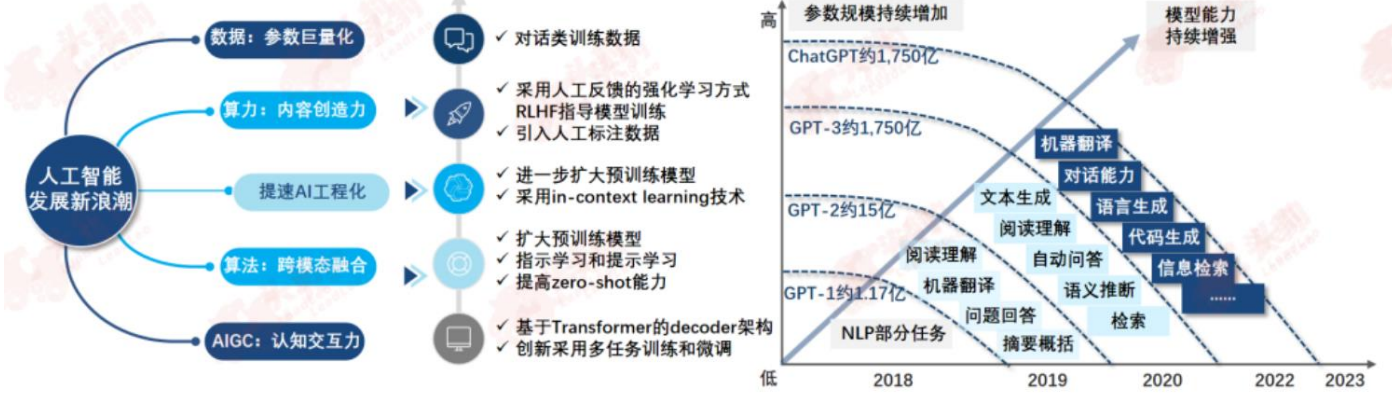 人工智能
发展新浪潮
数据：参数巨量化
算力：内容创造力
提速AI工程化
算法：跨模态融合
AIGC：认知交互力
✓ 对话类训练数据
✓ 采用人工反馈的强化学习方式
RLHF指导模型训练
✓ 引入人工标注数据
✓ 进一步扩大预训练模型
✓ 采用in-context learning技术
✓ 扩大预训练模型
✓ 指示学习和提示学习
✓ 提高zero-shot能力
✓ 基于Transformer的decoder架构
✓ 创新采用多任务训练和微调
高
参数规模持续增加
模型能力
持续增强
ChatGPT约1,750亿
GPT-3约1,750亿
GPT-2约15亿
GPT-1约1.17亿
NLP部分任务
阅读理解
机器翻译
问题回答
摘要概括
文本生成
阅读理解
自动问答
语义推断
检索
机器翻译
对话能力
语言生成
代码生成
信息检索
……
低
2018
2019
2020
2022
2023